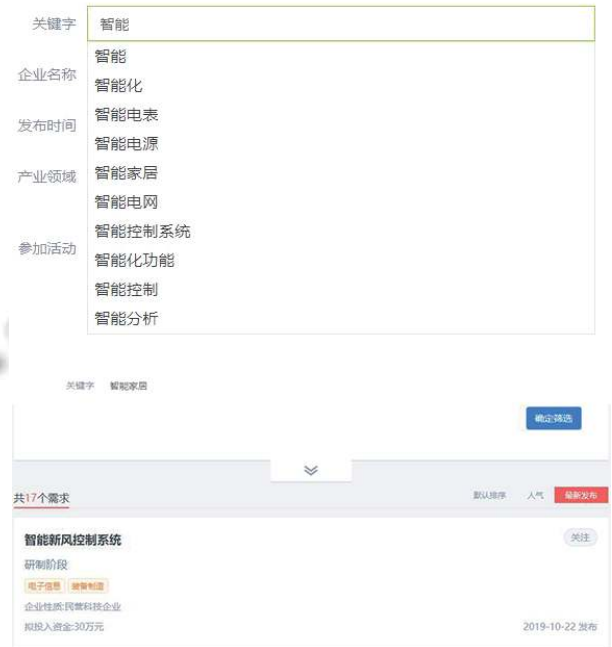 关键字 智能
智能
企业名称
智能化
智能电表
发布时间
智能电源
产业领域 智能家居
智能电网
智能控制系统
参加活动
智能化功能
智能控制
智能分析
关键字 智能家居
确定筛选
共17个需求 默认排序 人气 最新发布
智能新风控制系统 关注
研制阶段
电子信息 装备制造
企业性质:民营科技企业
拟投入资金:30万元 2019-10-22 发布